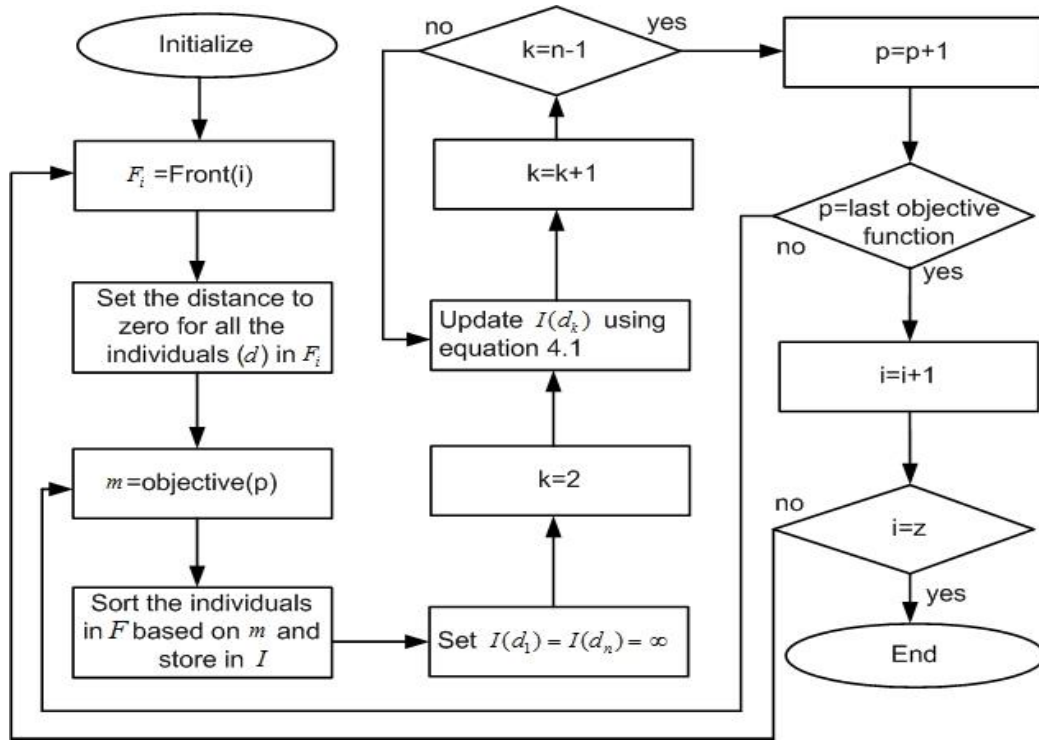 Initialize
F_i =Front(i)
Set the distance to
zero for all the
individuals (d) in F_i
m=objective(p)
Sort the individuals
in F based on m and
store in I
Set I(d_1) = I(d_n) = ∞
k=2
Update I(d_k) using
equation 4.1
k=k+1
k=n-1
no
yes
p=p+1
p=last objective
function
no
yes
i=i+1
i=z
no
yes
End